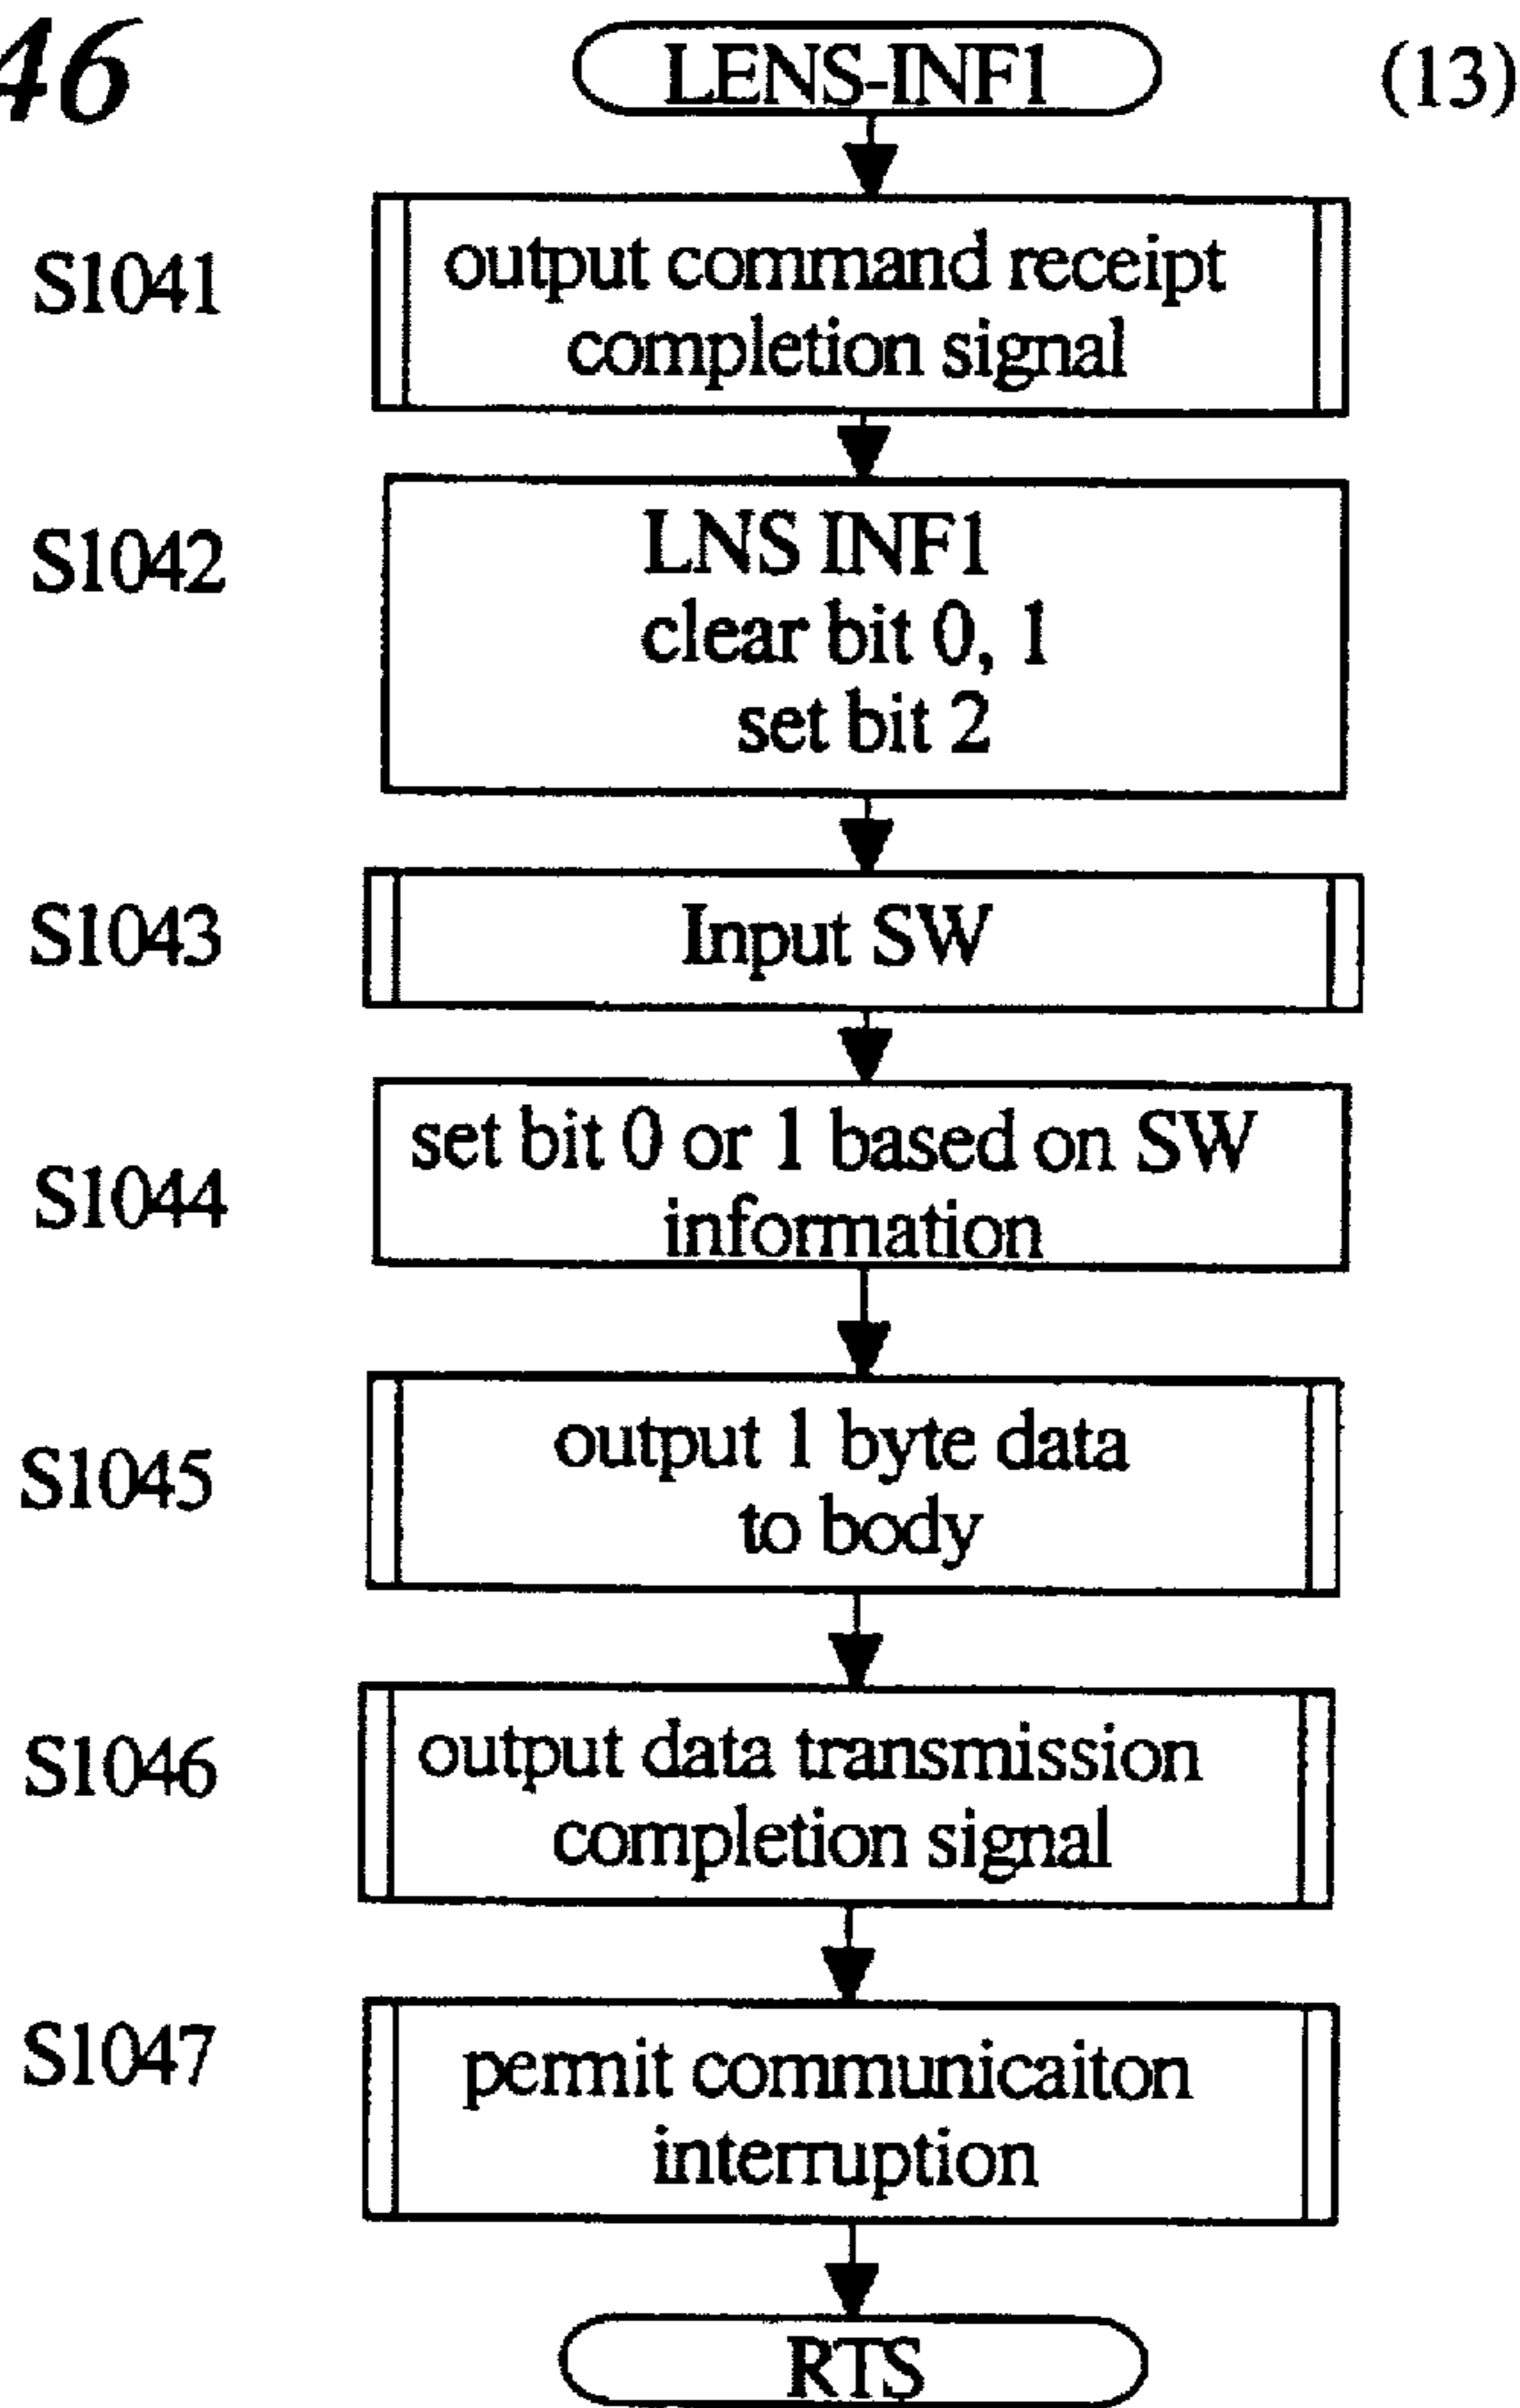 46
LENS-INF1
(13)
S1041
output command receipt
completion signal
S1042
LNS INF1
clear bit 0, 1
set bit 2
S1043
Input SW
S1044
set bit 0 or 1 based on SW
information
S1045
output 1 byte data
to body
S1046
output data transmission
completion signal
S1047
permit communicaiton
interruption
RTS